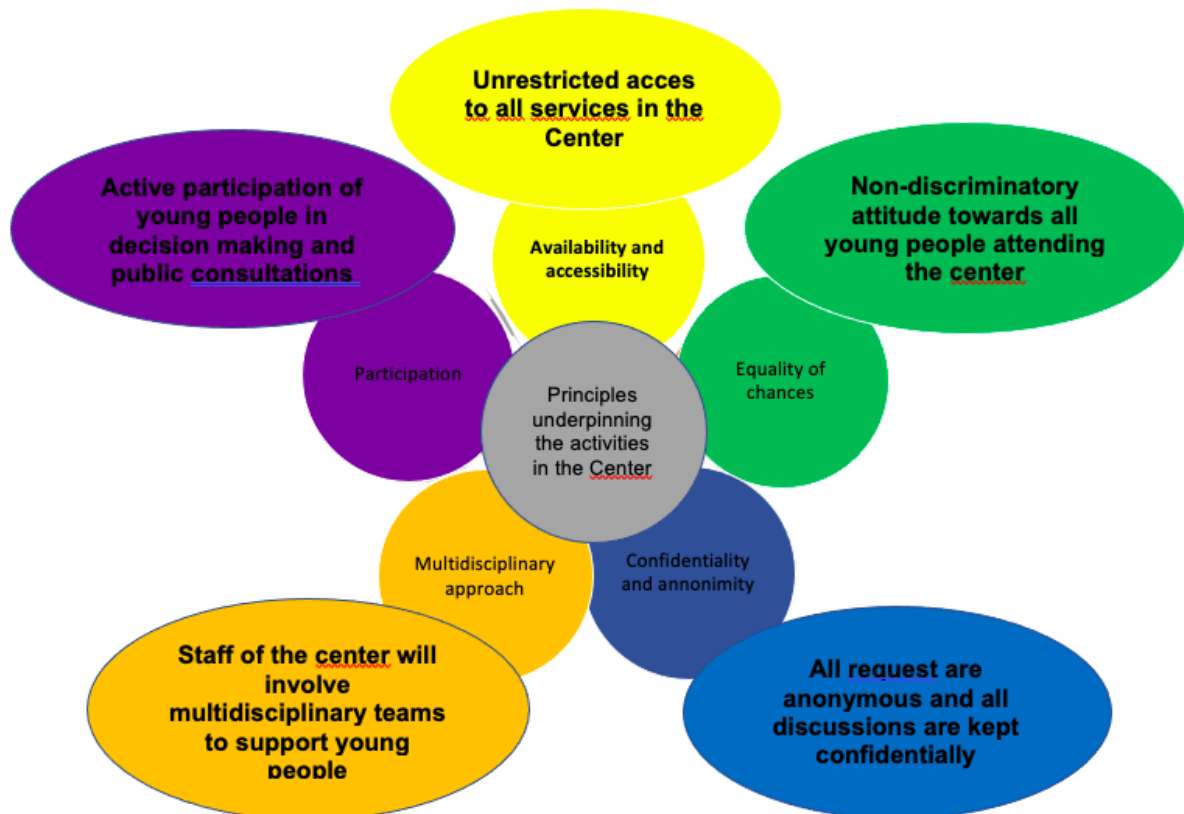 Unrestricted acces
to all services in the
Center
Availability and
accessibility
Non-discriminatory
attitude towards all
young people attending
the center
Equality of
chances
Active participation of
young people in
decision making and
public consultations
Participation
Principles
underpinning
the activities
in the Center
Multidisciplinary
approach
Confidentiality
and annonimity
Staff of the center will
involve
multidisciplinary teams
to support young
people
All request are
anonymous and all
discussions are kept
confidentially